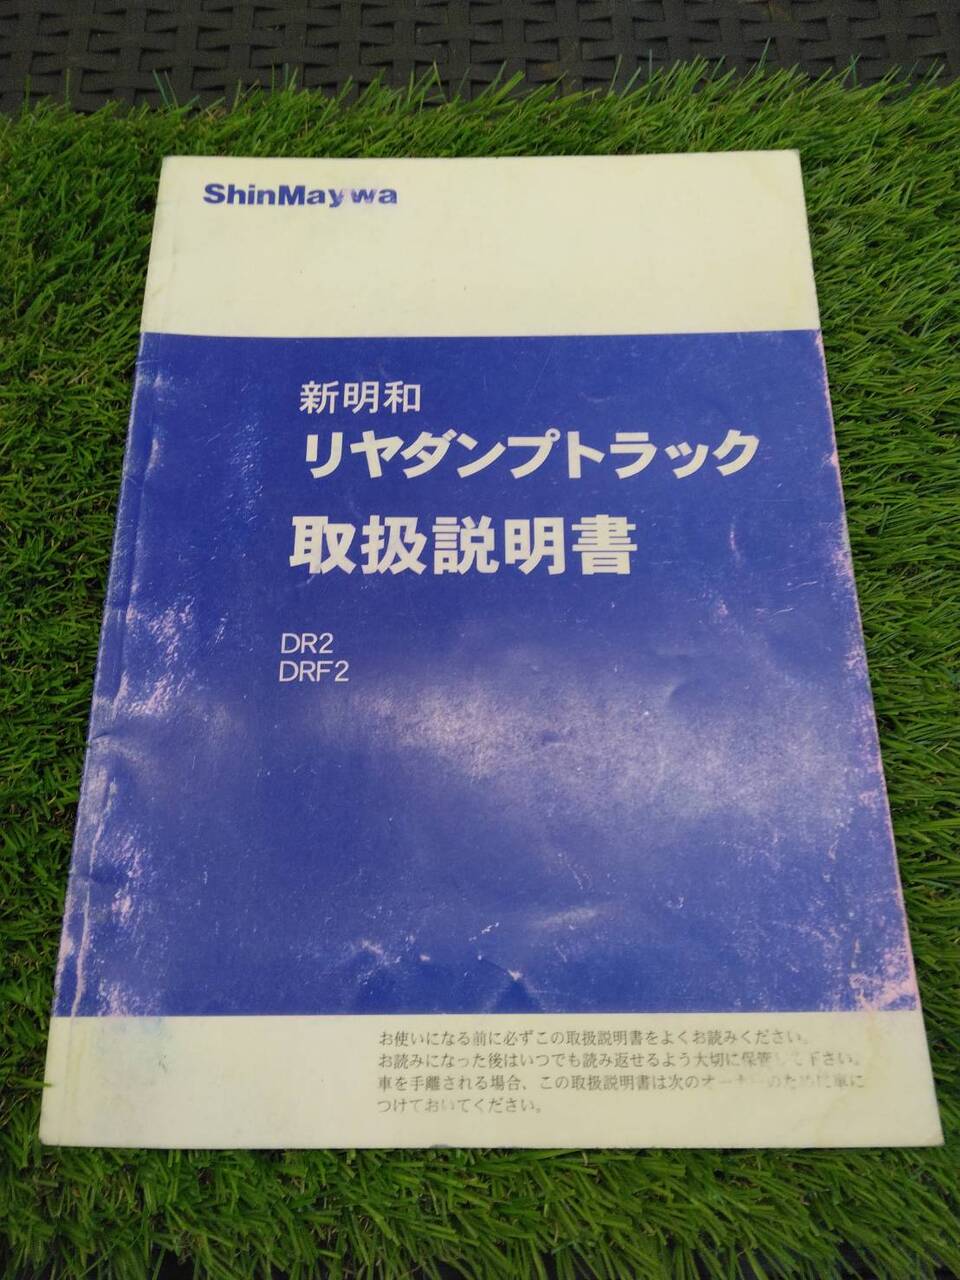 ShinMaywa
新明和
リヤダンプトラック
取扱説明書
DR2
DRF2
お使いになる前に必ずこの取扱説明書をよくお読みください。
お読みになった後はいつでも読み返せるよう大切に保管して下さい。
車を手離される場合、この取扱説明書は次のオーナーのために車に
つけておいてください。